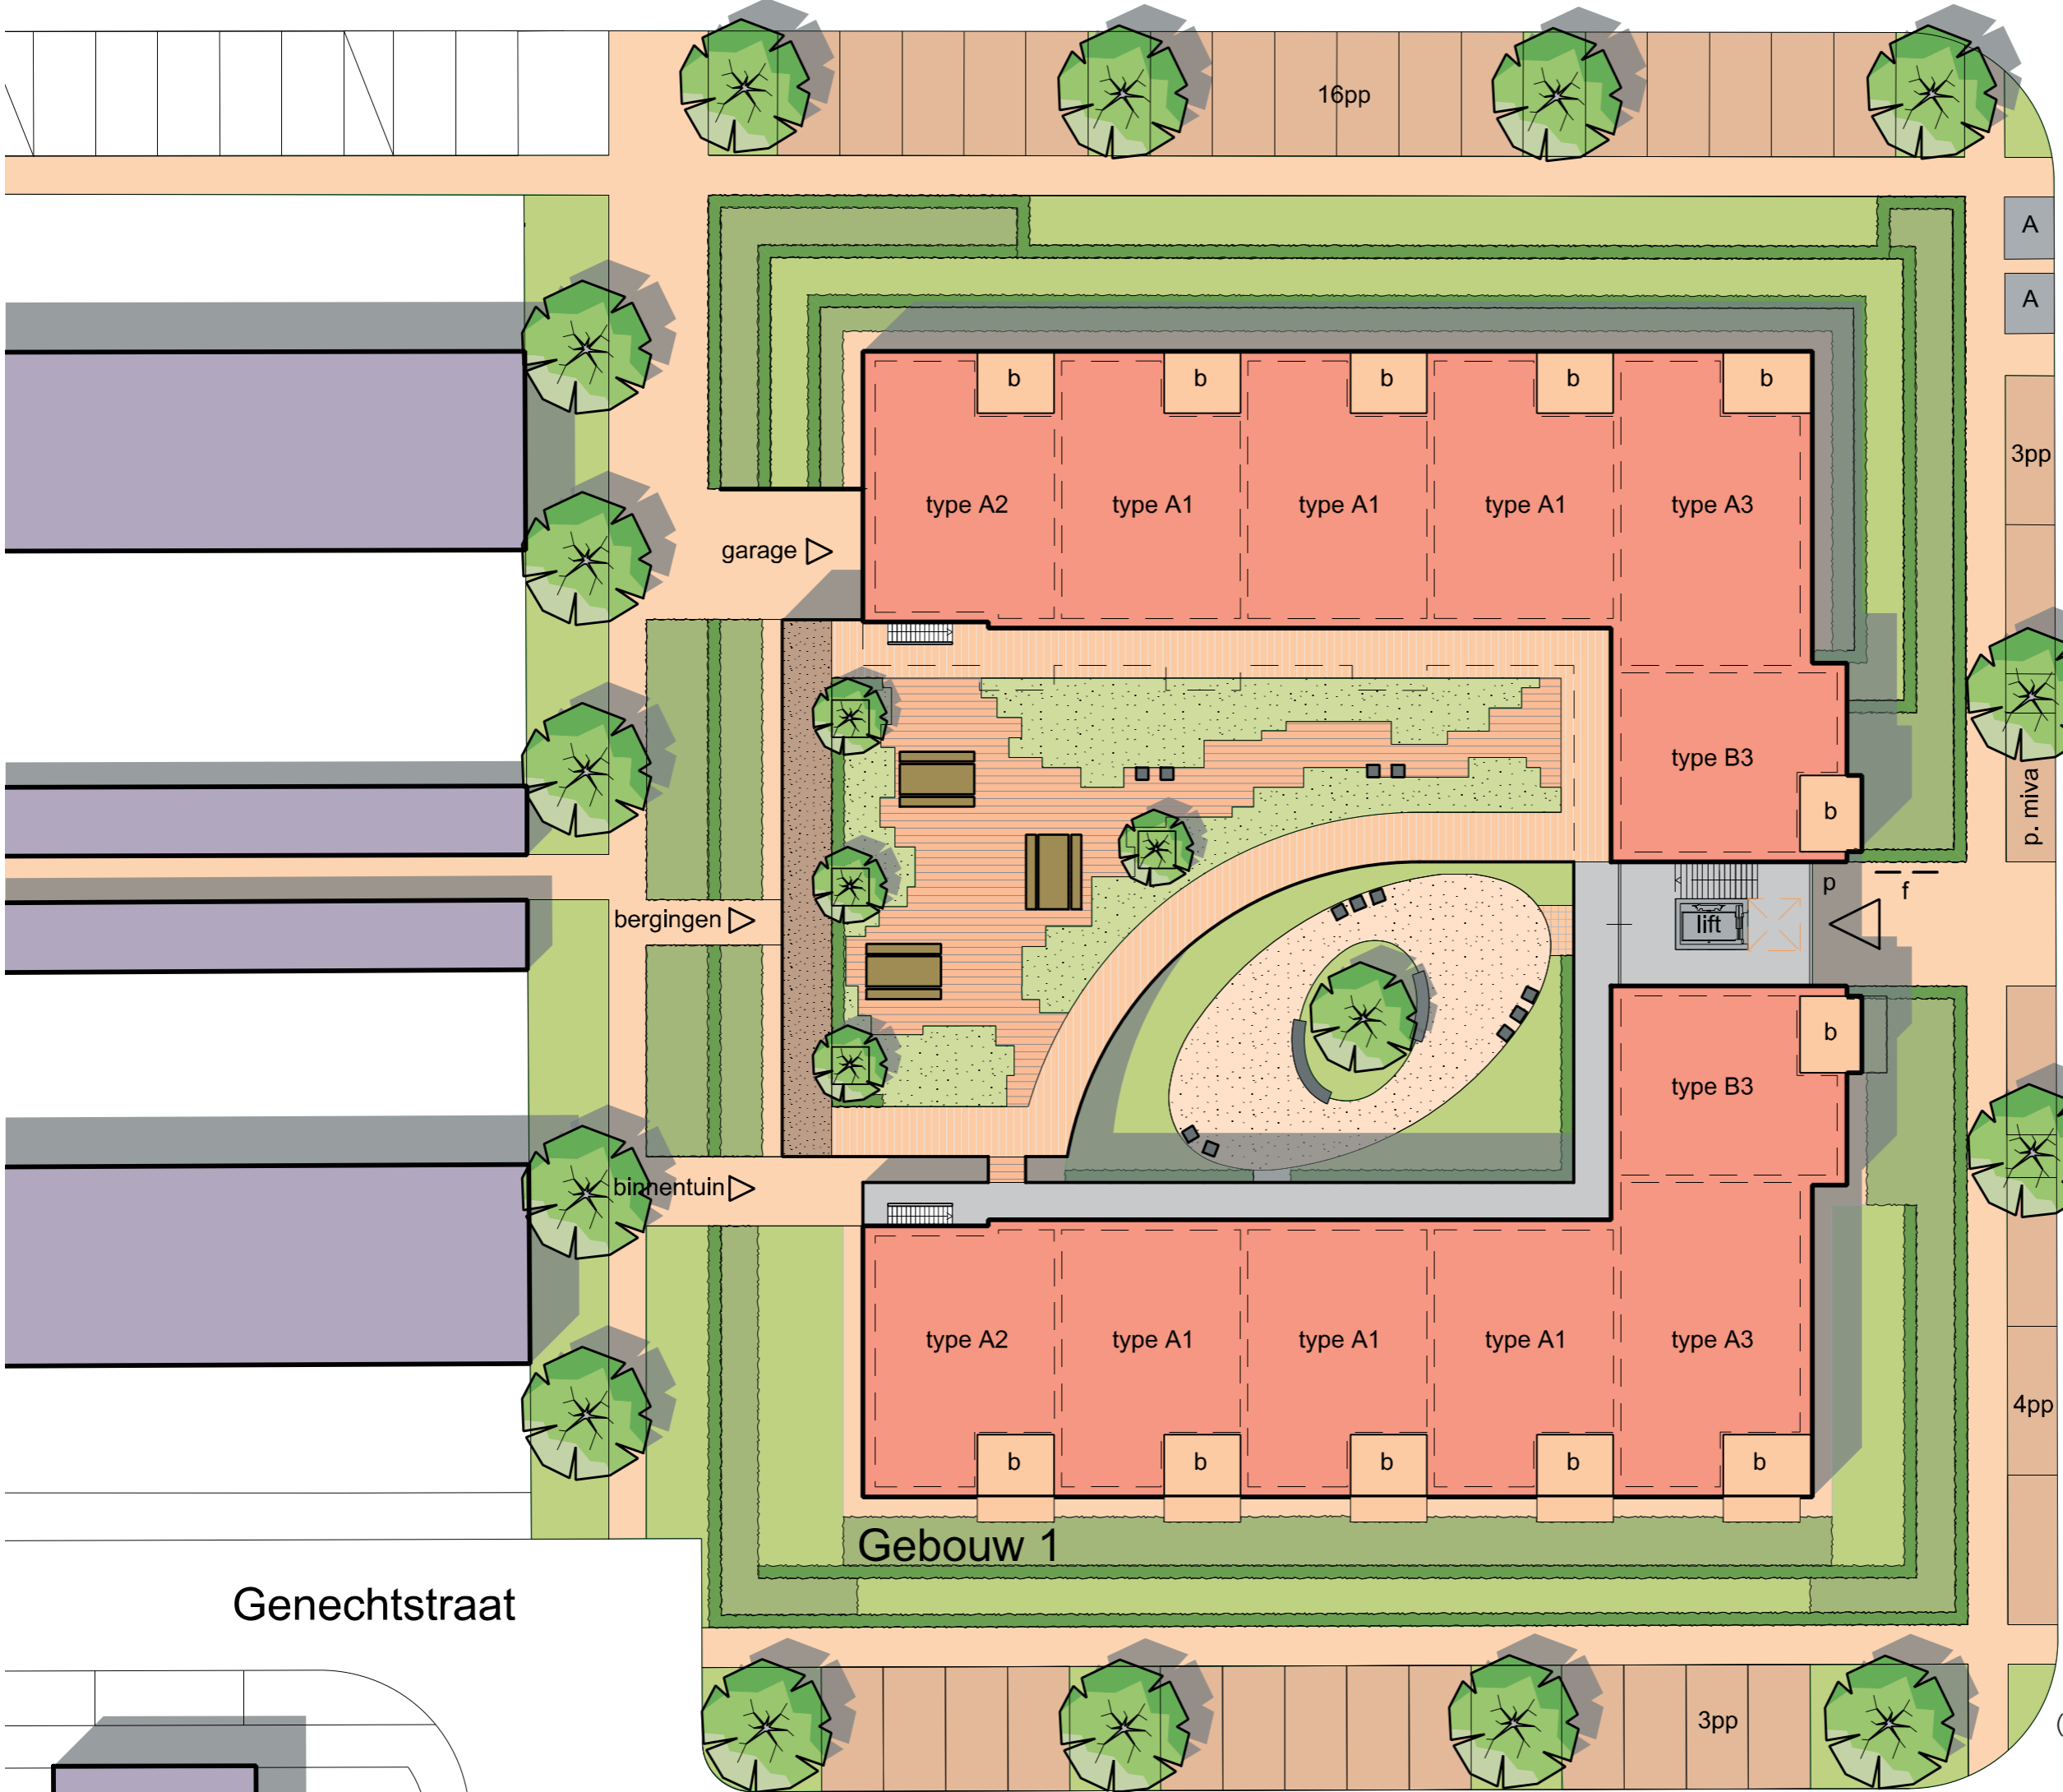 16pp
A
A
b b b b b
3pp
type A2 type A1 type A1 type A1 type A3
garage
type B3
p. miva
b
p
f
bergingen
lift
b
type B3
binnentuin
type A2 type A1 type A1 type A1 type A3
4pp
b b b b b
Gebouw 1
Genechtstraat
3pp